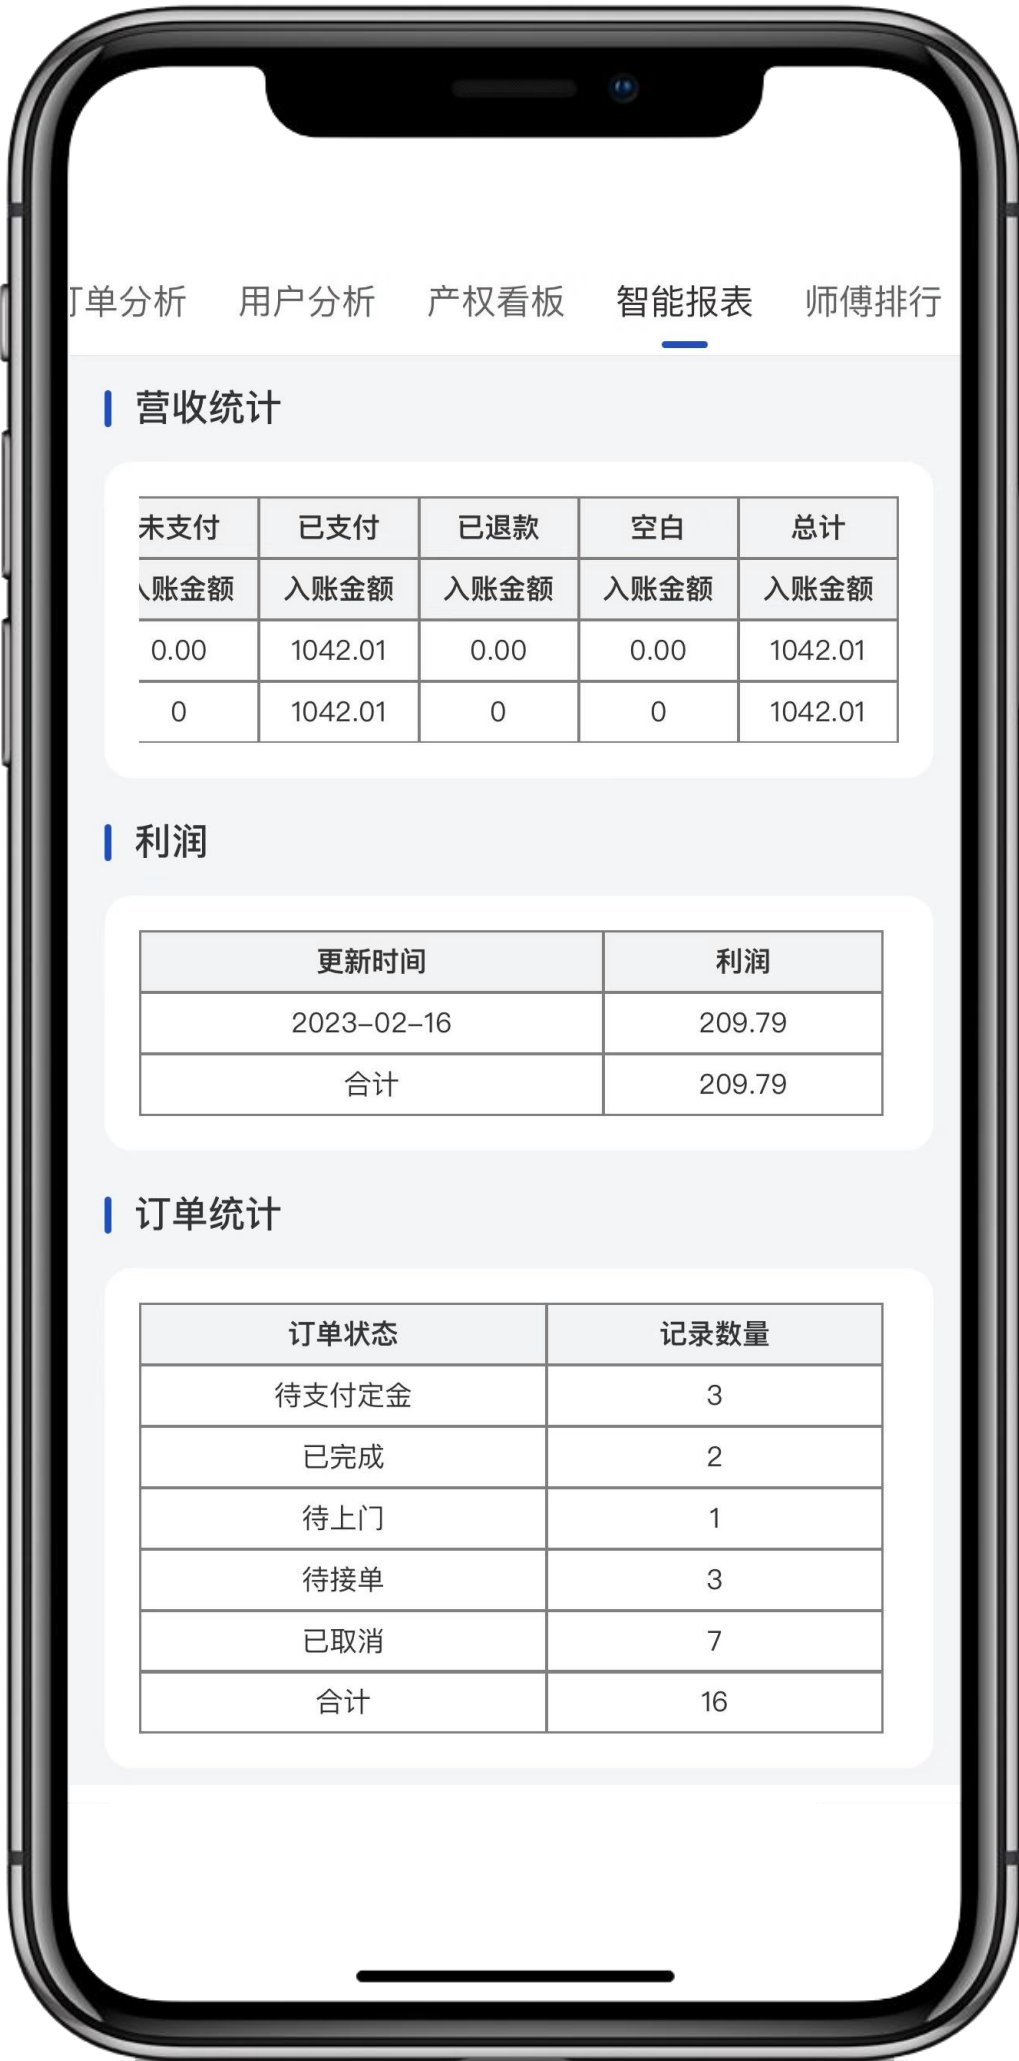 订单分析 用户分析 产权看板 智能报表 师傅排行
营收统计
未支付 已支付 已退款 空白 总计
入账金额 入账金额 入账金额 入账金额 入账金额
0.00 1042.01 0.00 0.00 1042.01
0 1042.01 0 0 1042.01
利润
更新时间 利润
2023-02-16 209.79
合计 209.79
订单统计
订单状态 记录数量
待支付定金 3
已完成 2
待上门 1
待接单 3
已取消 7
合计 16